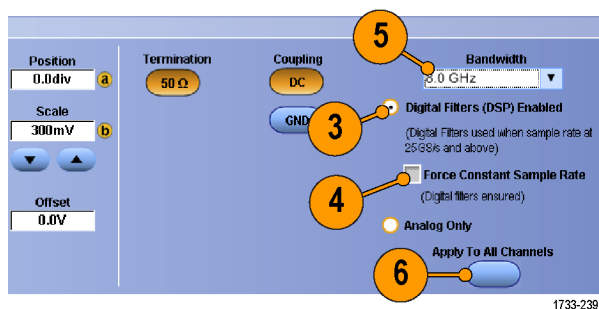 5
Position
Termination
Coupling
Bandwidth
0.0div
a
50 Ω
DC
8.0 GHz
Scale
300mV
b
GND
3
Digital Filters (DSP) Enabled
(Digital Filters used when sample rate at
25GS/s and above)
4
Force Constant Sample Rate
(Digital filters ensured)
Offset
0.0V
Analog Only
Apply To All Channels
6
1733-239